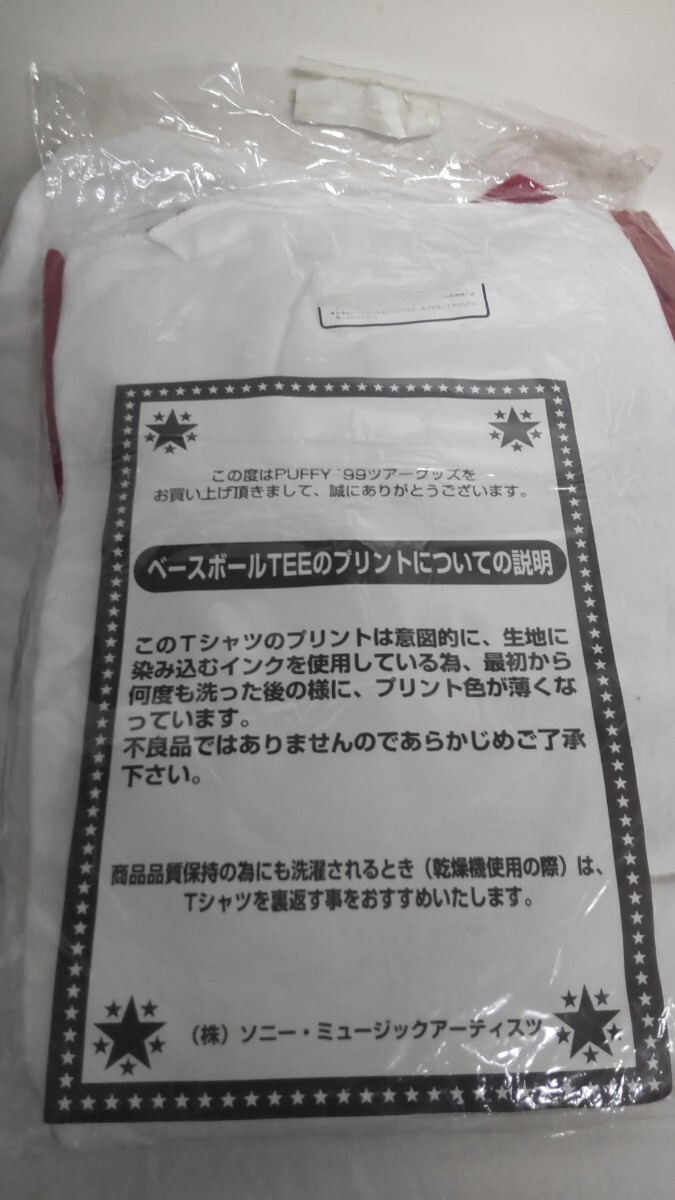 この度はPUFFY `99ツアーグッズを
お買い上げ頂きまして、誠にありがとうございます。
ベースボールTEEのプリントについての説明
このTシャツのプリントは意図的に、生地に
染み込むインクを使用している為、最初から
何度も洗った後の様に、プリント色が薄くな
っています。
不良品ではありませんのであらかじめご了承
下さい。
商品品質保持の為にも洗濯されるとき（乾燥機使用の際）は、
Tシャツを裏返す事をおすすめいたします。
（株）ソニー・ミュージックアーティスツ